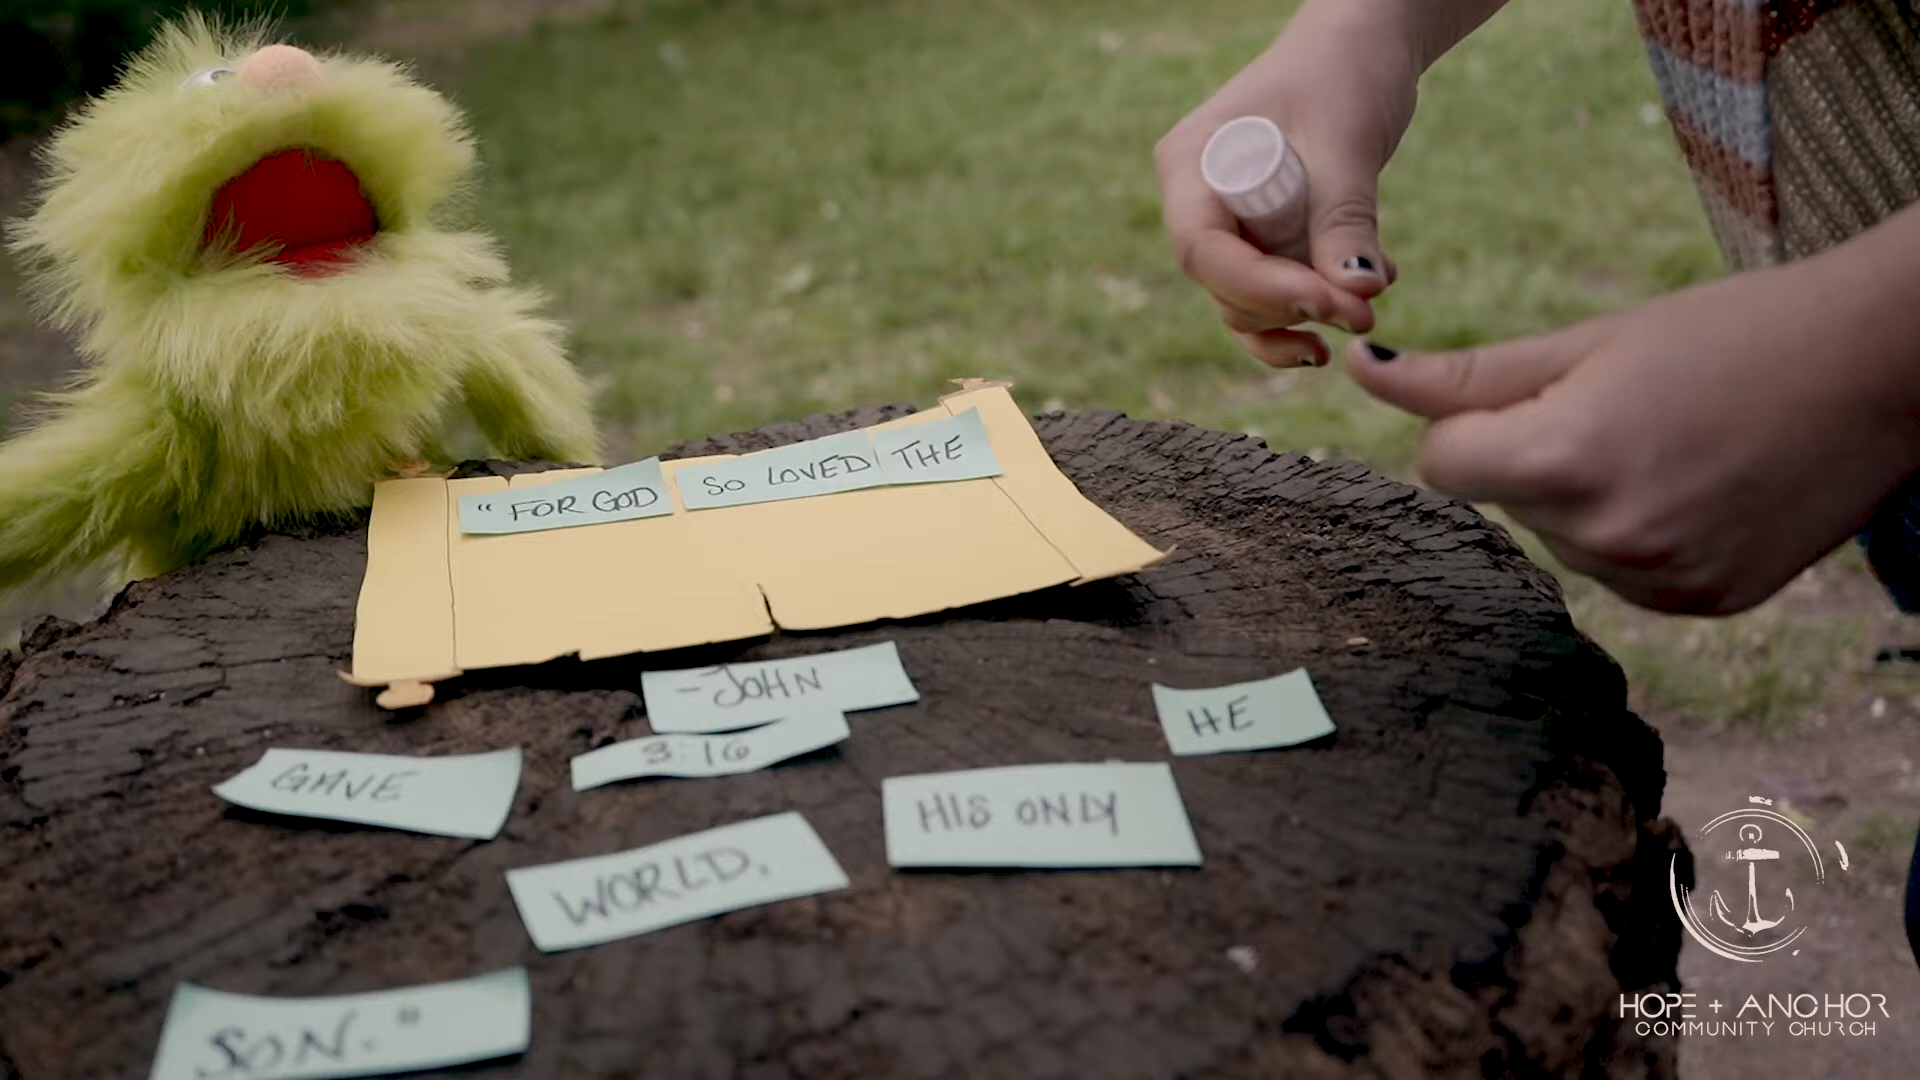 “ FOR GOD SO LOVED THE
-JOHN
3:16
HE
GAVE
HIS ONLY
WORLD,
SON.”
HOPE + ANCHOR
COMMUNITY CHURCH